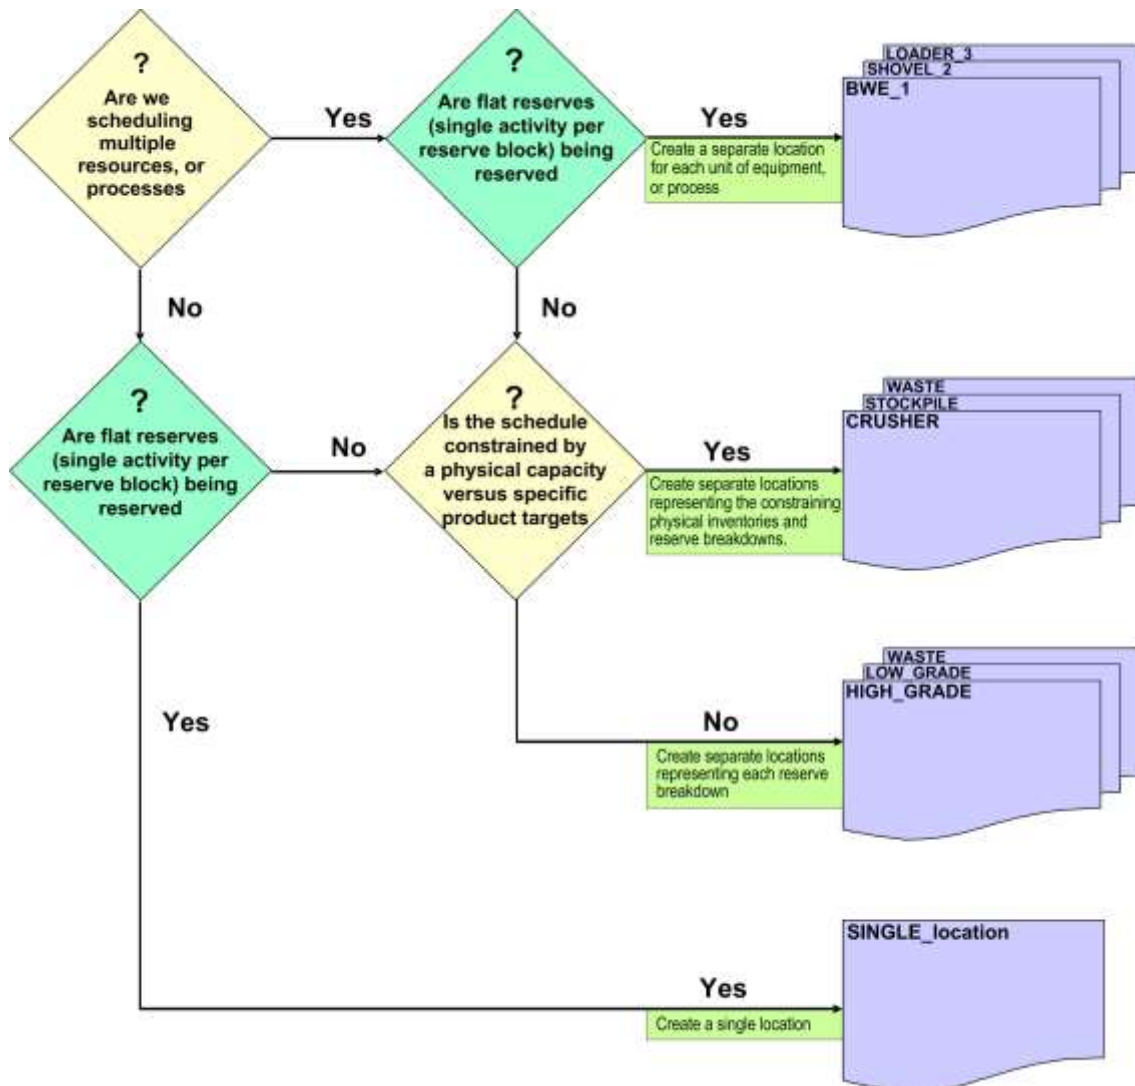 ?
Are we
scheduling
multiple
resources, or
processes
Yes
?
Are flat reserves
(single activity per
reserve block) being
reserved
Yes
Create a separate location
for each unit of equipment,
or process
LOADER_3
SHOVEL_2
BWE_1
No
No
?
Are flat reserves
(single activity per
reserve block) being
reserved
No
?
Is the schedule
constrained by
a physical capacity
versus specific
product targets
Yes
Create separate locations
representing the constraining
physical inventories and
reserve breakdowns.
WASTE
STOCKPILE
CRUSHER
Yes
No
Create separate locations
representing each reserve
breakdown
WASTE
LOW_GRADE
HIGH_GRADE
Yes
Create a single location
SINGLE_location